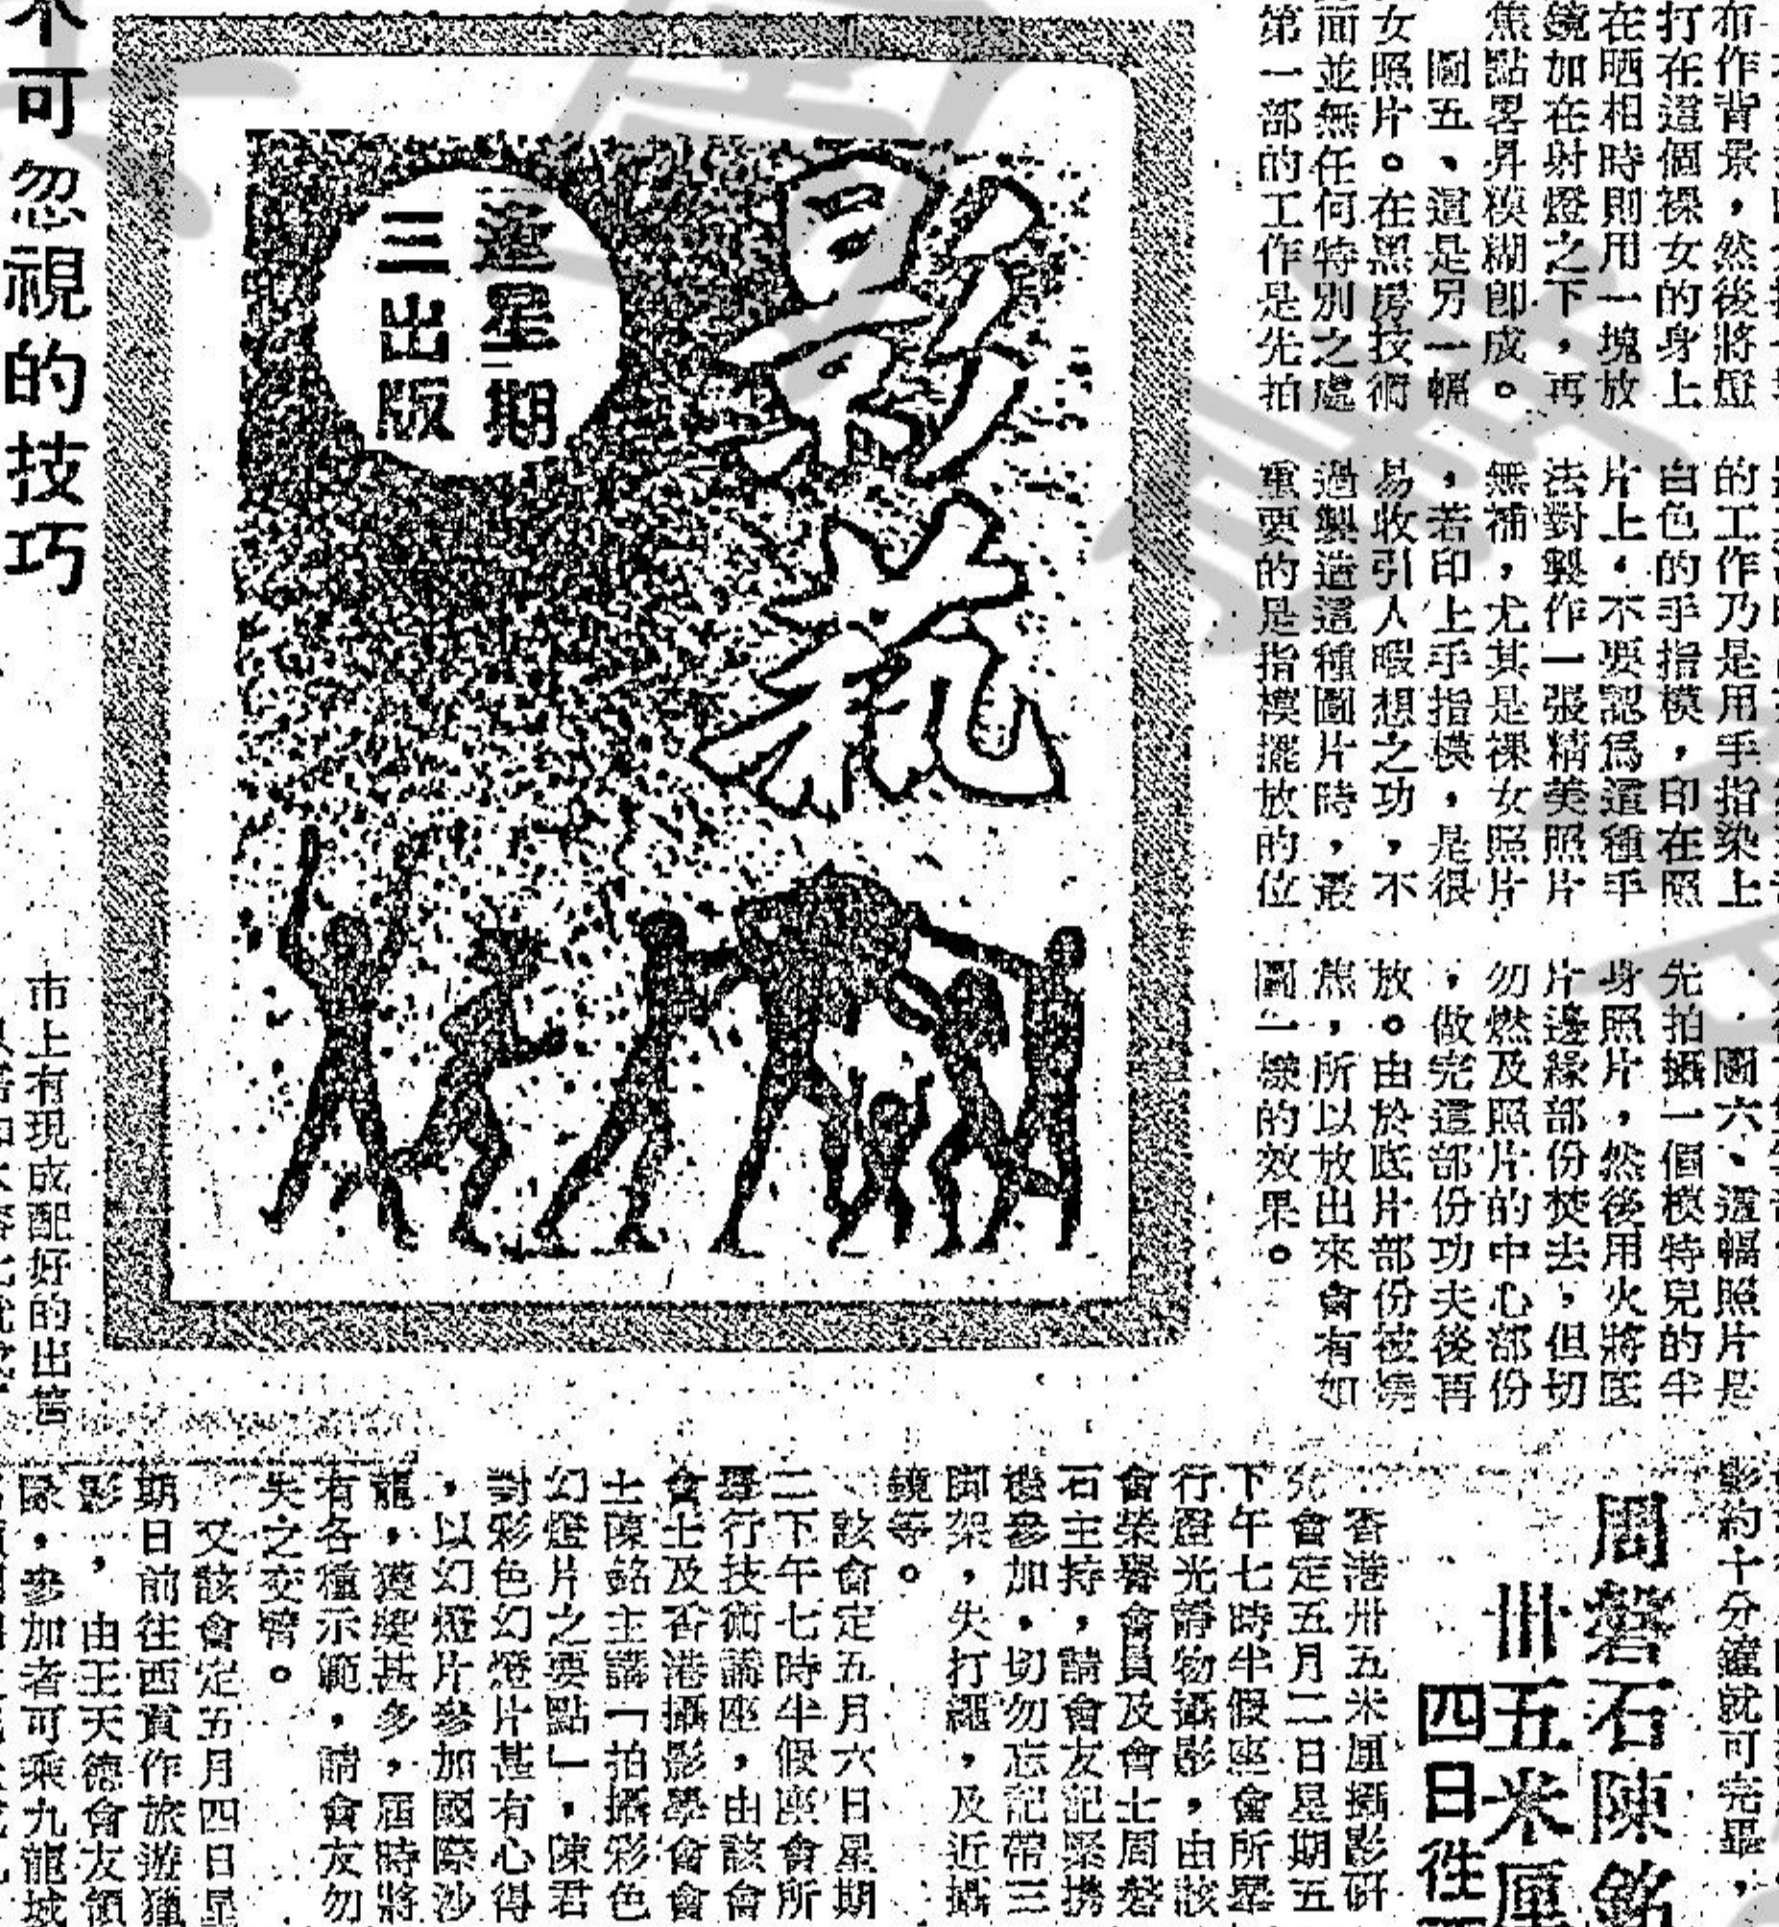 布作背景，然後將燈
打在這個裸女的身上
在晒相時則用一塊放
鏡加在射燈之下，再
焦點畧昇模糊卽成。
圖五、這是另一幅
女照片。在黑房技術
面並無任何特別之處
第一部的工作是先拍
的工作乃是用手指染上
白色的手指模，印在照
片上，不要認爲這種手
法對製作一張精美照片
無補，尤其是裸女照片
，若印上手指模，是很
易收引人暇想之功，不
過製造這種圖片時，最
重要的是指模擺放的位
圖六、這幅照片是
先拍攝一個模特兒的半
身照片，然後用火將底
片邊緣部份焚去，但切
勿燃及照片的中心部份
，做完這部份功夫後再
放。由於底片部份被燒
焦，所以放出來會有如
圖一樣的效果。
影約十分鐘就可完畢，
影藝
逢星期
三出版
不可忽視的技巧
市上有現成配好的出售
周磬石陳銘
卅五米厘
四日往
香港卅五米厘攝影研
究會定五月二日星期五
下午七時半假座會所舉
行燈光靜物攝影，由該
會榮譽會員及會士周磬
石主持，請會友記緊携
機參加，切勿忘記帶三
脚架，失打繩，及近攝
鏡等。
該會定五月六日星期
二下午七時半假座會所
舉行技術講座，由該會
會士及香港攝影學會會
士陳銘主講「拍攝彩色
幻燈片之要點」，陳君
對彩色幻燈片甚有心得
，以幻燈片參加國際沙
龍，獲奬甚多，屆時將
有各種示範，請會友勿
失之交臂。
又該會定五月四日星
期日前往西貢作旅遊獵
影，由王天德會友領
隊，參加者可乘九龍城